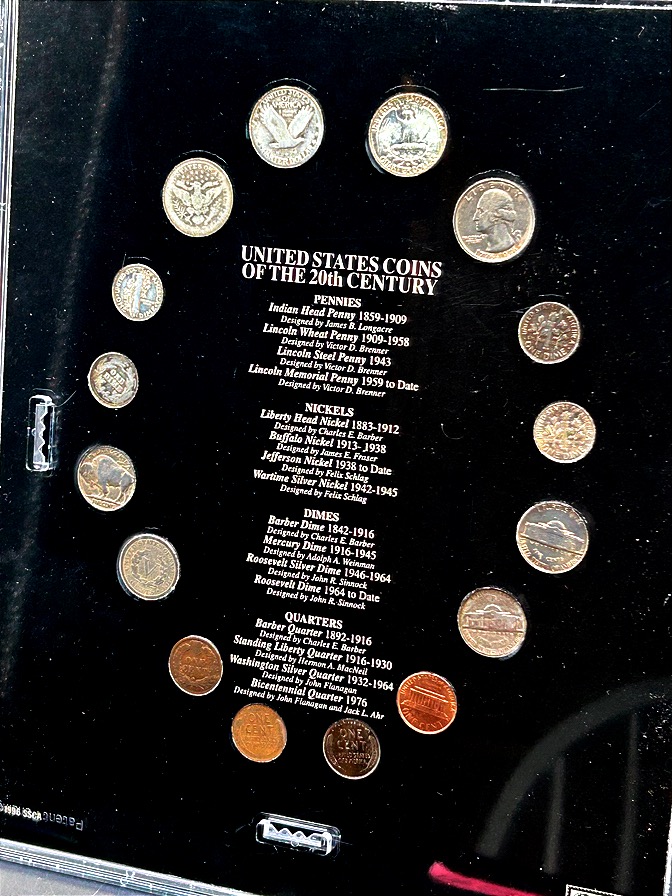 UNITED STATES COINS
OF THE 20th CENTURY
PENNIES
Indian Head Penny 1859-1909
Designed by James B. Longacre
Lincoln Wheat Penny 1909-1958
Designed by Victor D. Brenner
Lincoln Steel Penny 1943
Designed by Victor D. Brenner
Lincoln Memorial Penny 1959 to Date
Designed by Victor D. Brenner
NICKELS
Liberty Head Nickel 1883-1912
Designed by Charles E. Barber
Buffalo Nickel 1913-1938
Designed by James E. Fraser
Jefferson Nickel 1938 to Date
Designed by Felix Schlag
Wartime Silver Nickel 1942-1945
Designed by Felix Schlag
DIMES
Barber Dime 1842-1916
Designed by Charles E. Barber
Mercury Dime 1916-1945
Designed by Adolph A. Weinman
Roosevelt Silver Dime 1946-1964
Designed by John R. Sinnock
Roosevelt Dime 1964 to Date
Designed by John R. Sinnock
QUARTERS
Barber Quarter 1892-1916
Designed by Charles E. Barber
Standing Liberty Quarter 1916-1930
Designed by Hermon A. MacNeil
Washington Silver Quarter 1932-1964
Designed by John Flanagan
Bicentennial Quarter 1976
Designed by John Flanagan and Jack L. Ahr
LIBERTY
ONE
CENT
ONE
CENT